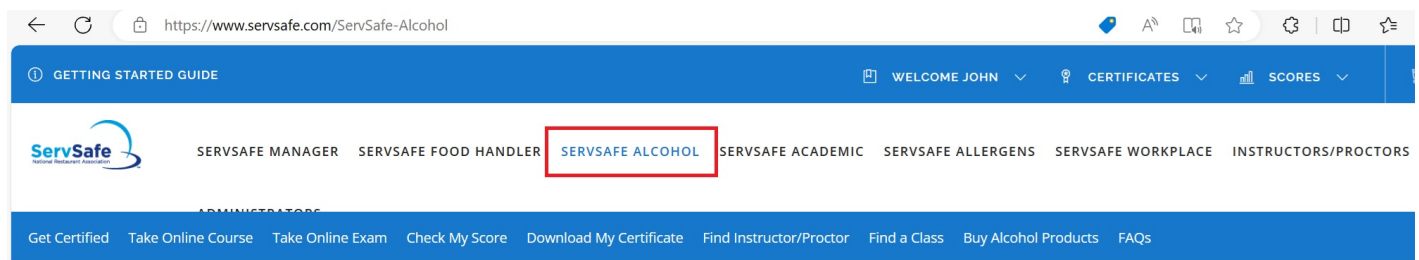 https://www.servsafe.com/ServSafe-Alcohol
GETTING STARTED GUIDE WELCOME JOHN CERTIFICATES SCORES
ServSafe
National Restaurant Association
SERVSAFE MANAGER SERVSAFE FOOD HANDLER SERVSAFE ALCOHOL SERVSAFE ACADEMIC SERVSAFE ALLERGENS SERVSAFE WORKPLACE INSTRUCTORS/PROCTORS
ADMINISTRATORS
Get Certified Take Online Course Take Online Exam Check My Score Download My Certificate Find Instructor/Proctor Find a Class Buy Alcohol Products FAQs